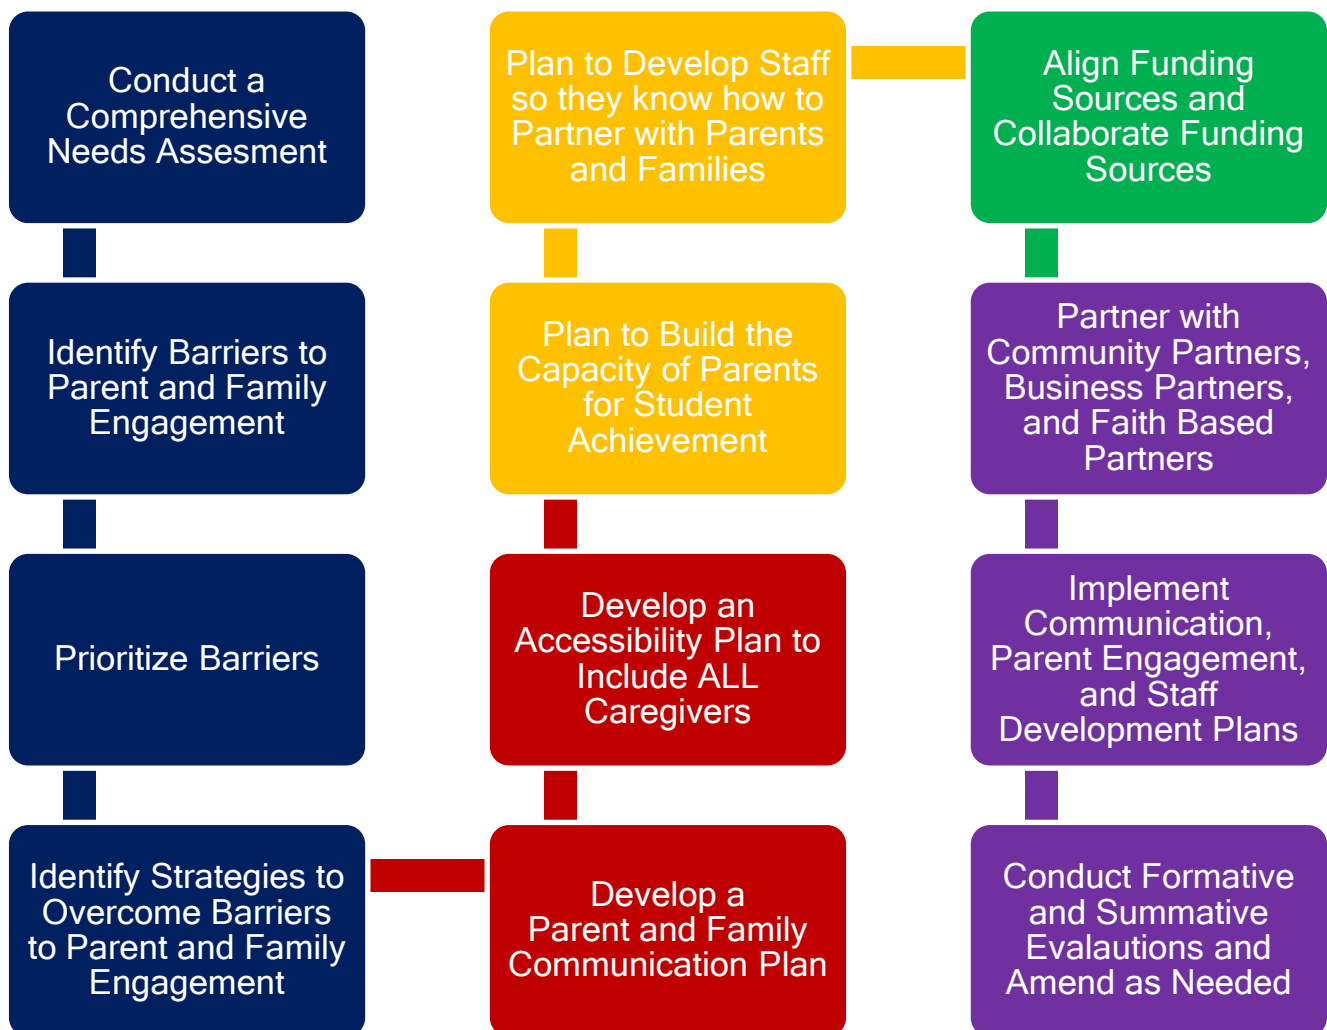 Conduct a
Comprehensive
Needs Assesment
Identify Barriers to
Parent and Family
Engagement
Prioritize Barriers
Identify Strategies to
Overcome Barriers
to Parent and Family
Engagement
Develop a
Parent and Family
Communication Plan
Develop an
Accessibility Plan to
Include ALL
Caregivers
Plan to Build the
Capacity of Parents
for Student
Achievement
Plan to Develop Staff
so they know how to
Partner with Parents
and Families
Align Funding
Sources and
Collaborate Funding
Sources
Partner with
Community Partners,
Business Partners,
and Faith Based
Partners
Implement
Communication,
Parent Engagement,
and Staff
Development Plans
Conduct Formative
and Summative
Evalautions and
Amend as Needed